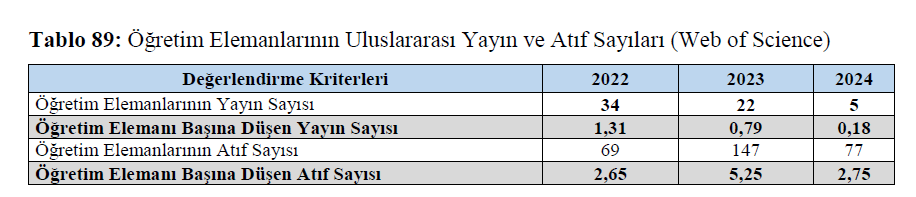 Tablo 89: Öğretim Elemanlarının Uluslararası Yayın ve Atıf Sayıları (Web of Science)
Değerlendirme Kriterleri 2022 2023 2024
Öğretim Elemanlarının Yayın Sayısı 34 22 5
Öğretim Elemanı Başına Düşen Yayın Sayısı 1,31 0,79 0,18
Öğretim Elemanlarının Atıf Sayısı 69 147 77
Öğretim Elemanı Başına Düşen Atıf Sayısı 2,65 5,25 2,75